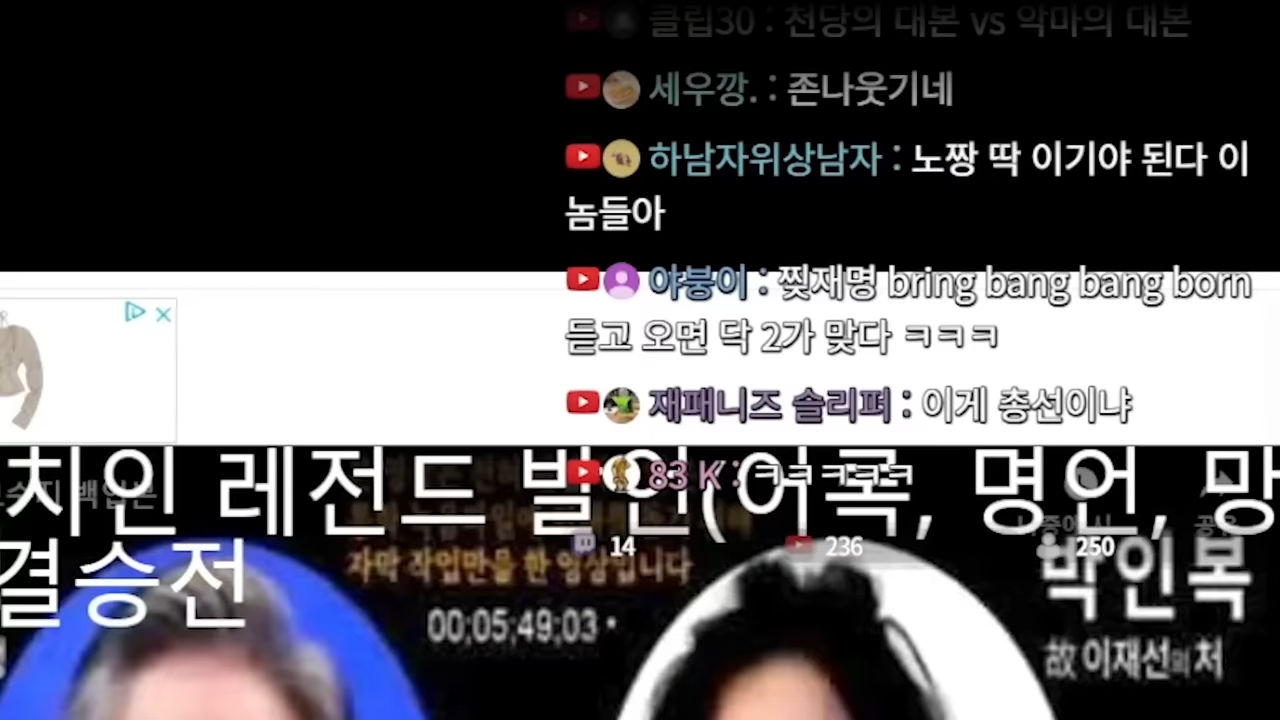 클립30 : 천당의 대본 vs 악마의 대본
세우깡. : 존나웃기네
하남자위상남자 : 노짱 딱 이기야 된다 이
놈들아
야붕이 : 찢재명 bring bang bang born
듣고 오면 닥 2가 맞다 ㅋㅋㅋ
재패니즈 슬리퍼 : 이게 총선이냐
83 K : ㅋㅋㅋㅋㅋ
치인 레전드 발언(어록, 명언, 망
결승전
14
236
250
자막 작업만을 한 영상입니다
00;05;49;03
박인복
故 이재선의 처